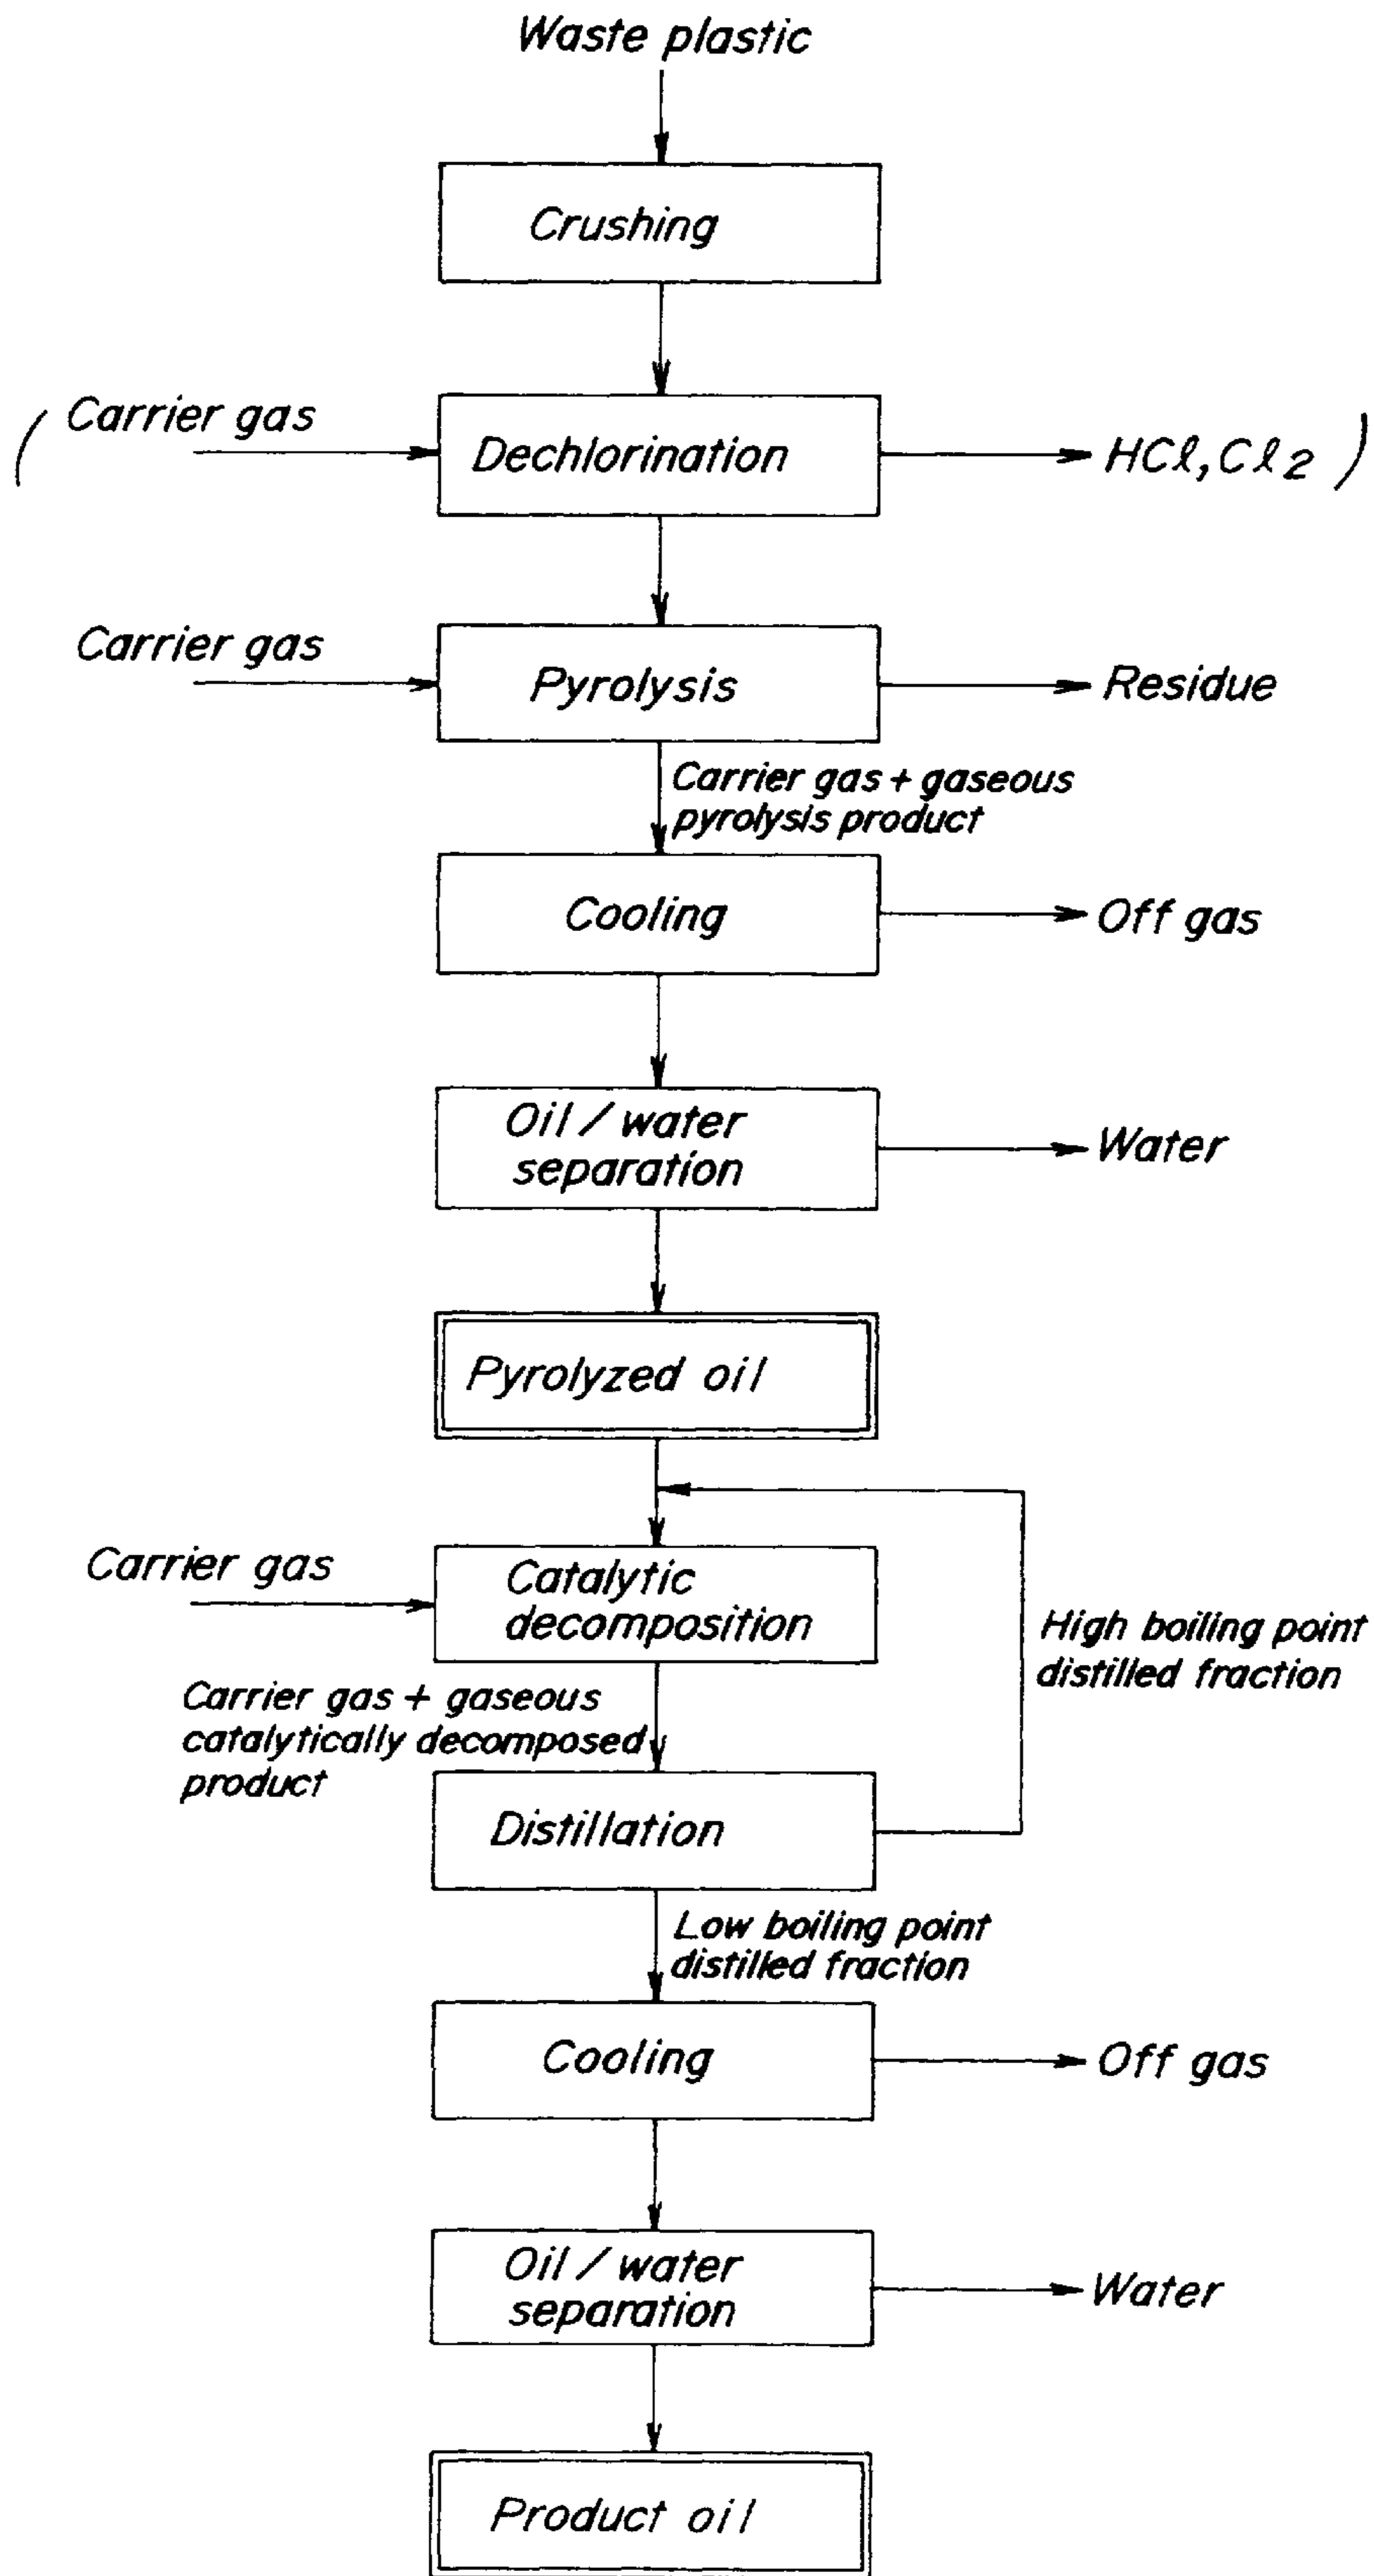 Waste plastic
Crushing
( Carrier gas
Dechlorination
HCl, Cl2 )
Carrier gas
Pyrolysis
Residue
Carrier gas + gaseous
pyrolysis product
Cooling
Off gas
Oil / water
separation
Water
Pyrolyzed oil
Carrier gas
Catalytic
decomposition
High boiling point
distilled fraction
Carrier gas + gaseous
catalytically decomposed
product
Distillation
Low boiling point
distilled fraction
Cooling
Off gas
Oil / water
separation
Water
Product oil